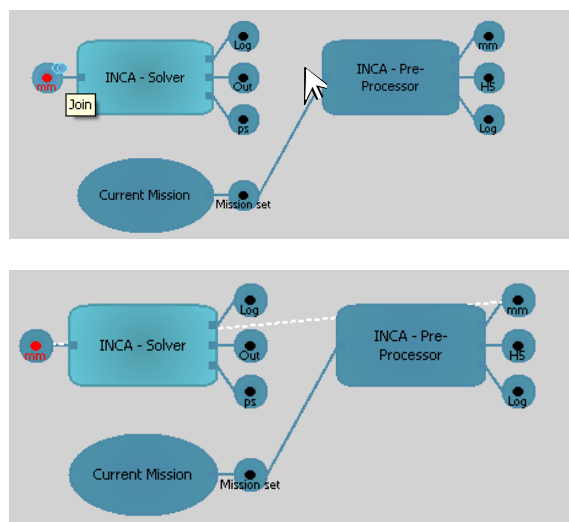 Log
mm
INCA - Solver
INCA - Pre-
Processor
mm
Out
H5
Join
ps
Log
Current Mission
Mission set
Log
mm
mm
INCA - Solver
INCA - Pre-
Processor
Out
H5
ps
Log
Current Mission
Mission set